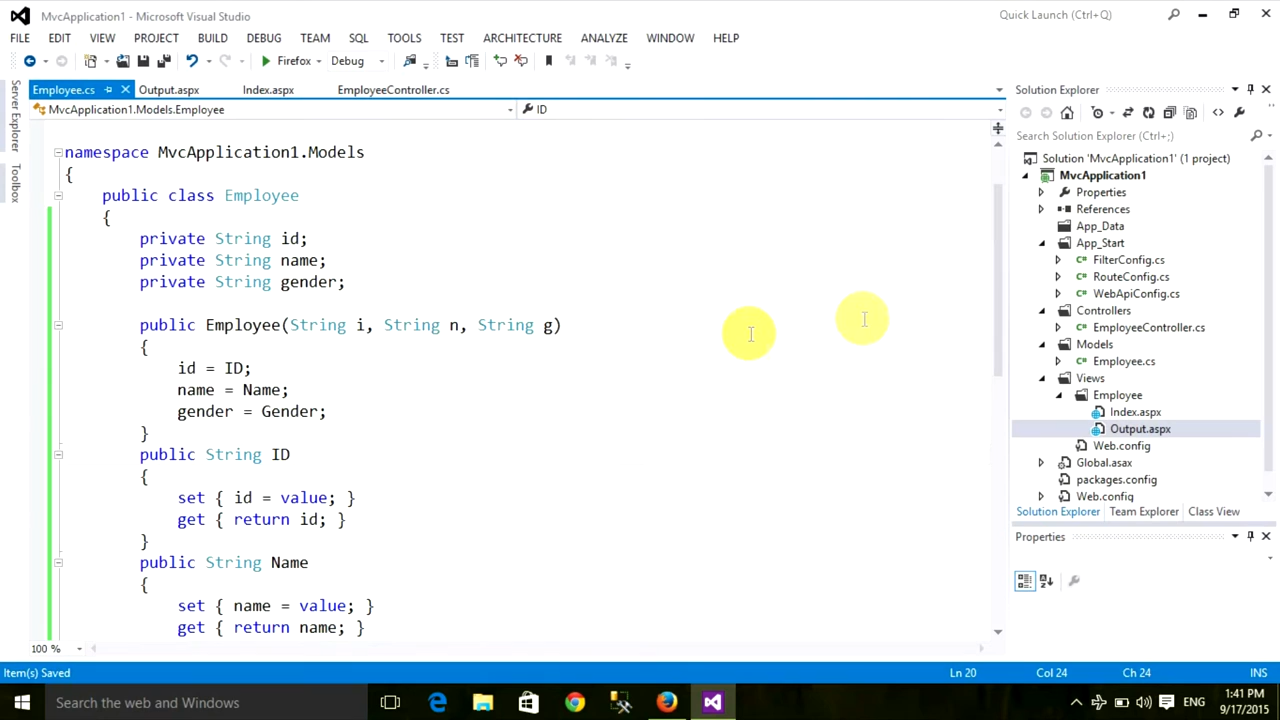 MvcApplication1 - Microsoft Visual Studio
Quick Launch (Ctrl+Q)
FILE EDIT VIEW PROJECT BUILD DEBUG TEAM SQL TOOLS TEST ARCHITECTURE ANALYZE WINDOW HELP
Firefox Debug
Server Explorer
Toolbox
Employee.cs Output.aspx Index.aspx EmployeeController.cs
MvcApplication1.Models.Employee ID
namespace MvcApplication1.Models
{
public class Employee
{
private String id;
private String name;
private String gender;
public Employee(String i, String n, String g)
{
id = ID;
name = Name;
gender = Gender;
}
public String ID
{
set { id = value; }
get { return id; }
}
public String Name
{
set { name = value; }
get { return name; }
100 %
Solution Explorer
Search Solution Explorer (Ctrl+;)
Solution 'MvcApplication1' (1 project)
MvcApplication1
Properties
References
App_Data
App_Start
FilterConfig.cs
RouteConfig.cs
WebApiConfig.cs
Controllers
EmployeeController.cs
Models
Employee.cs
Views
Employee
Index.aspx
Output.aspx
Web.config
Global.asax
packages.config
Web.config
Solution Explorer Team Explorer Class View
Properties
Item(s) Saved Ln 20 Col 24 Ch 24 INS
Search the web and Windows
ENG
1:41 PM
9/17/2015